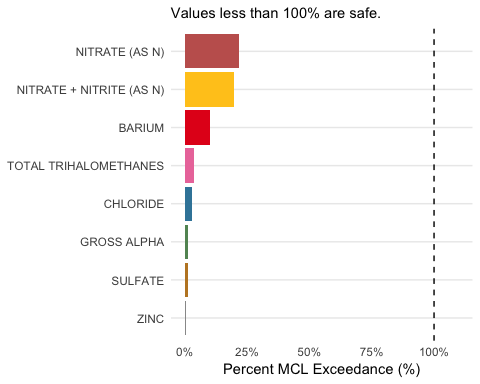 Values less than 100% are safe.
NITRATE (AS N)
NITRATE + NITRITE (AS N)
BARIUM
TOTAL TRIHALOMETHANES
CHLORIDE
GROSS ALPHA
SULFATE
ZINC
0% 25% 50% 75% 100%
Percent MCL Exceedance (%)